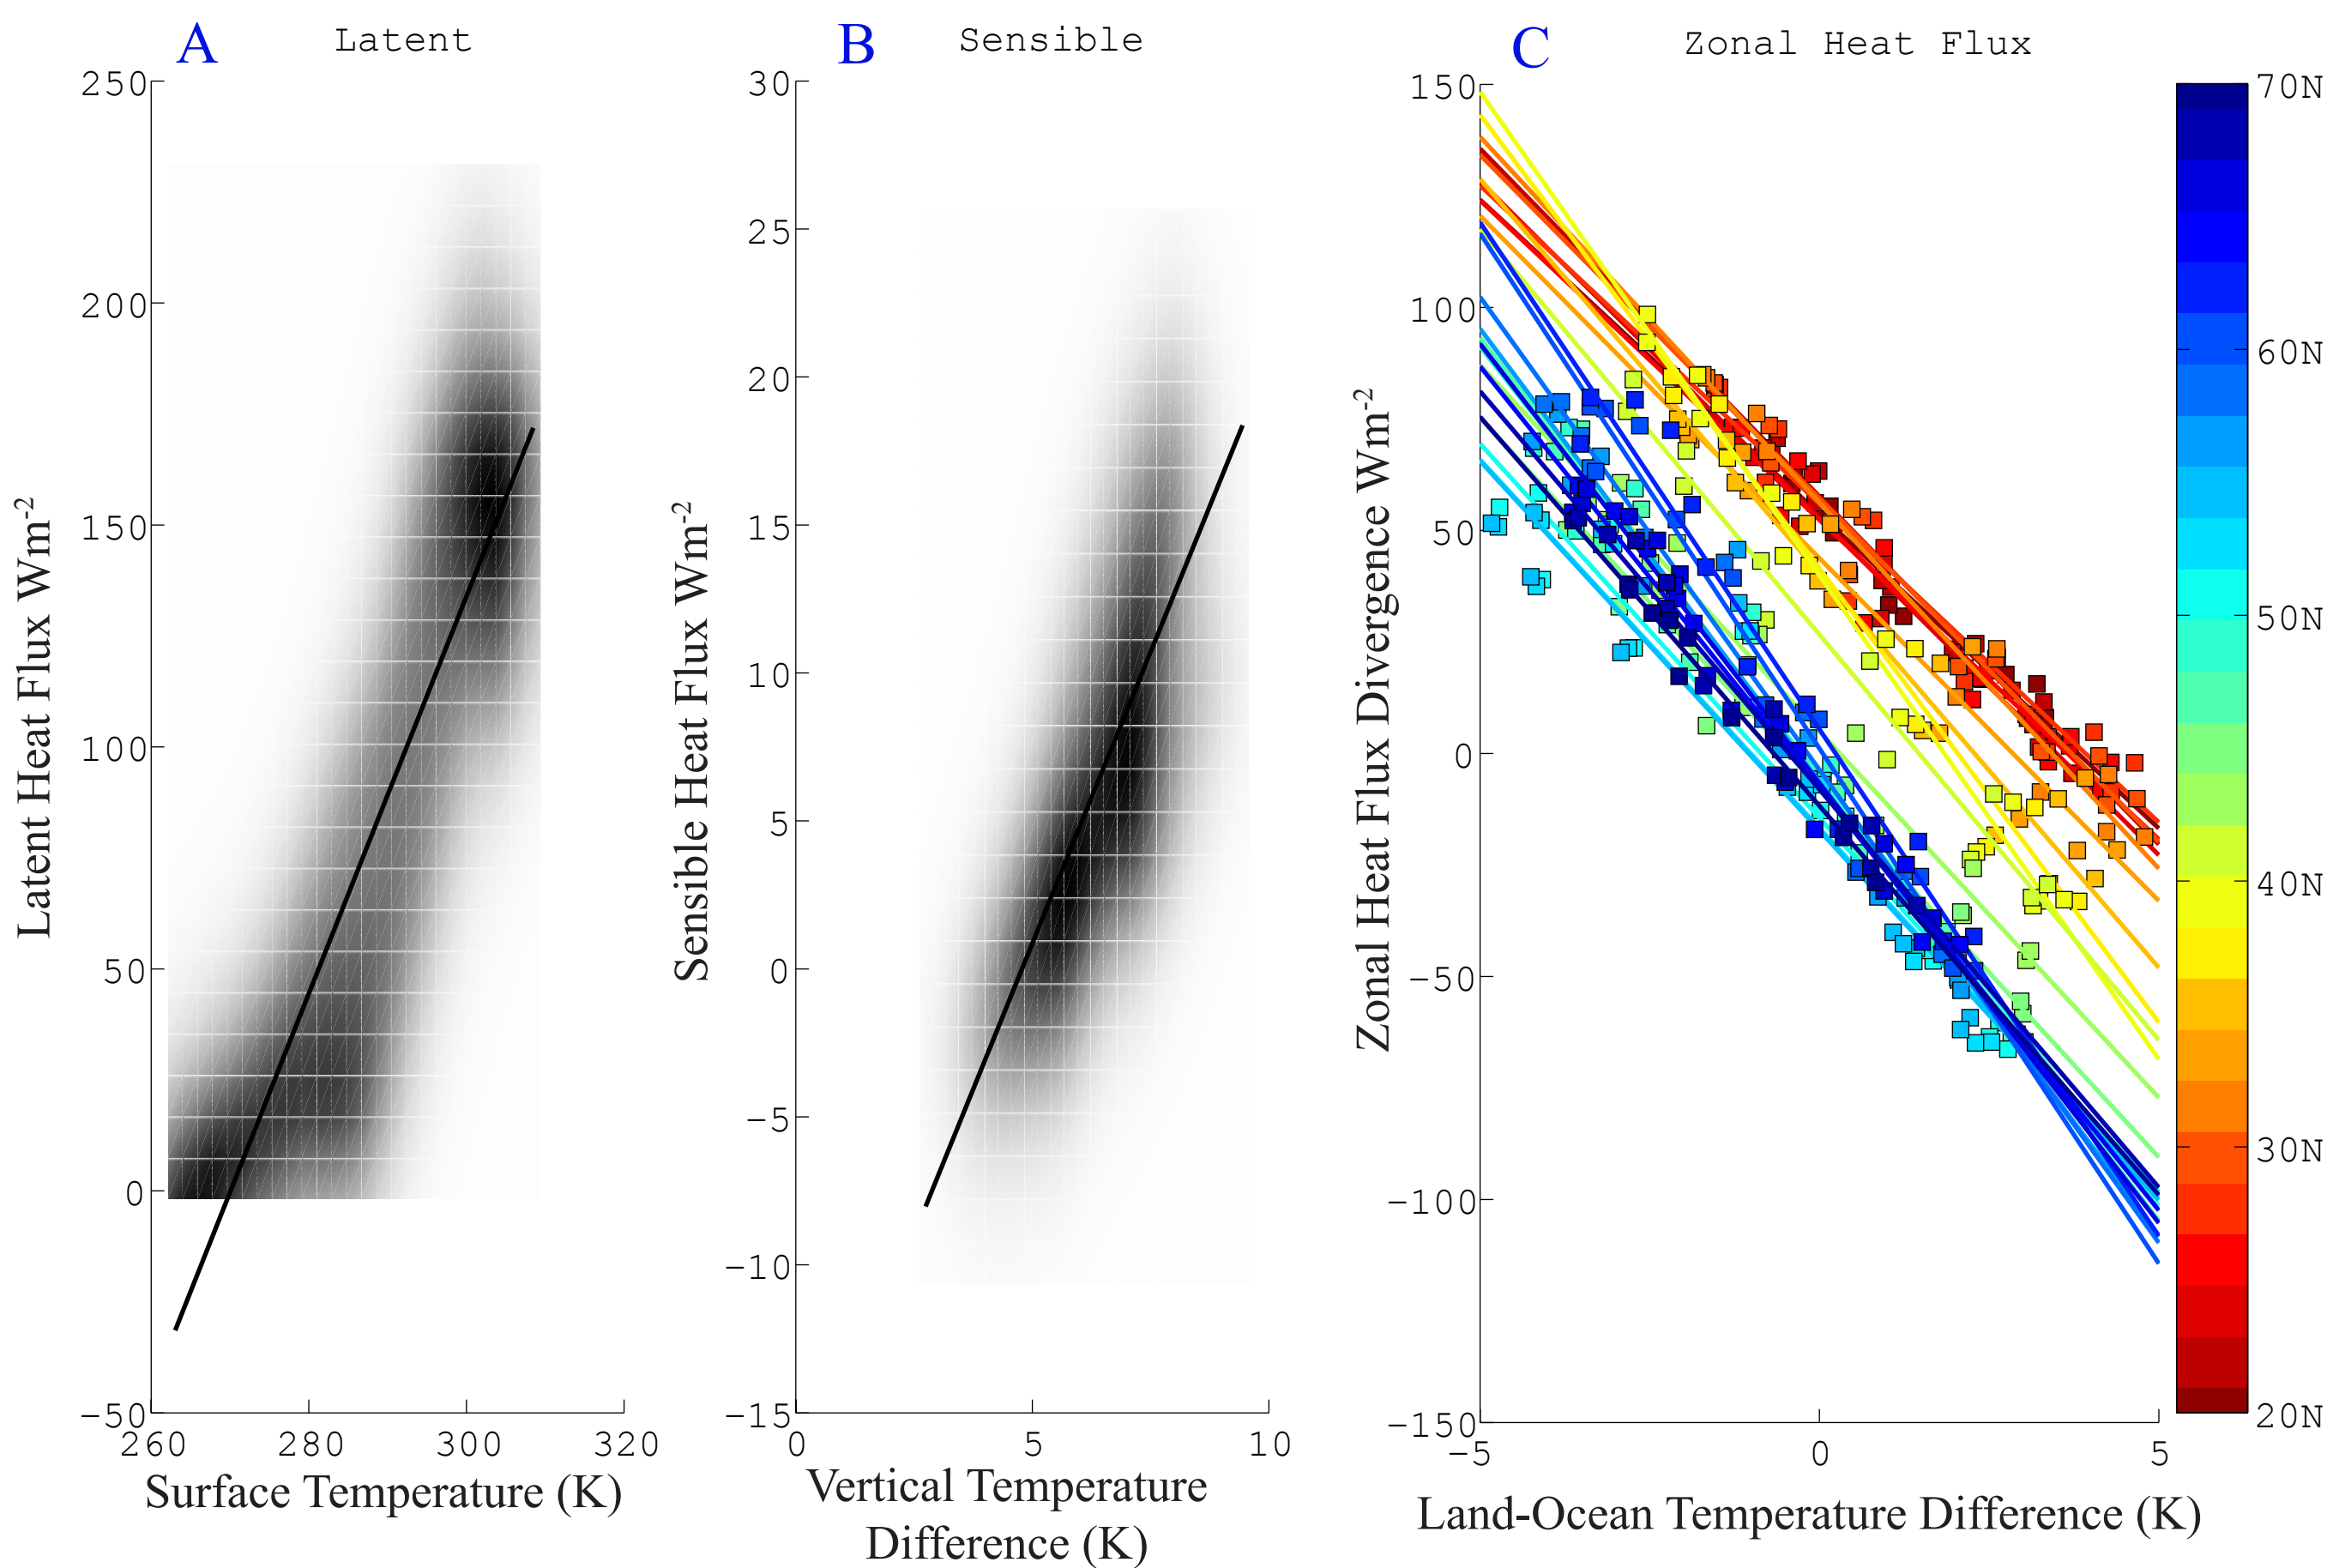 A
Latent
250
200
150
100
50
0
−50
260
280
300
320
Latent Heat Flux Wm-2
Surface Temperature (K)
B
Sensible
30
25
20
15
10
5
0
−5
−10
−15
0
5
10
Sensible Heat Flux Wm-2
Vertical Temperature
Difference (K)
C
Zonal Heat Flux
150
100
50
0
−50
−100
−150
−5
0
5
Zonal Heat Flux Divergence Wm-2
Land-Ocean Temperature Difference (K)
70N
60N
50N
40N
30N
20N